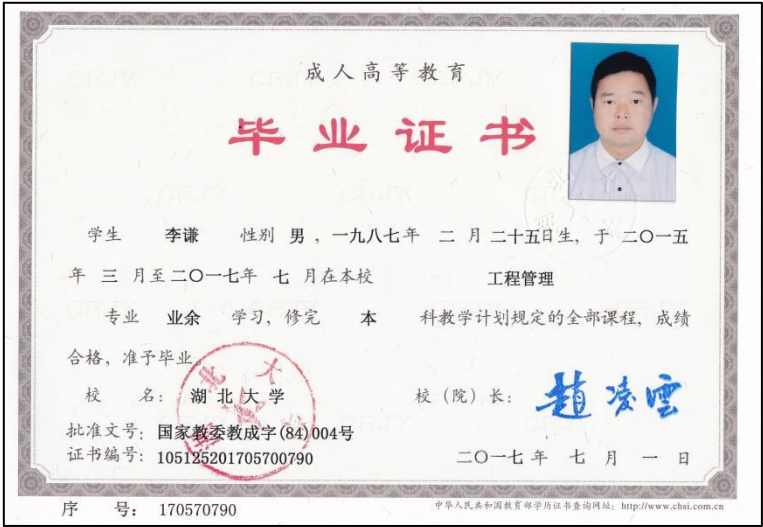 成人高等教育
毕业证书
学生 李谦 性别 男 ，一九八七年 二 月 二十五日生，于 二〇一五
年 三 月至二〇一七年 七 月在本校 工程管理
专业 业余 学习，修完 本 科教学计划规定的全部课程，成绩
合格，准予毕业。
校 名： 湖北大学 校（院）长： 趙凌雲
批准文号：国家教委教成字(84)004号
证书编号：105125201705700790 二〇一七 年 七 月 一 日
序 号： 170570790 中华人民共和国教育部学历证书查询网址：http://www.chsi.com.cn